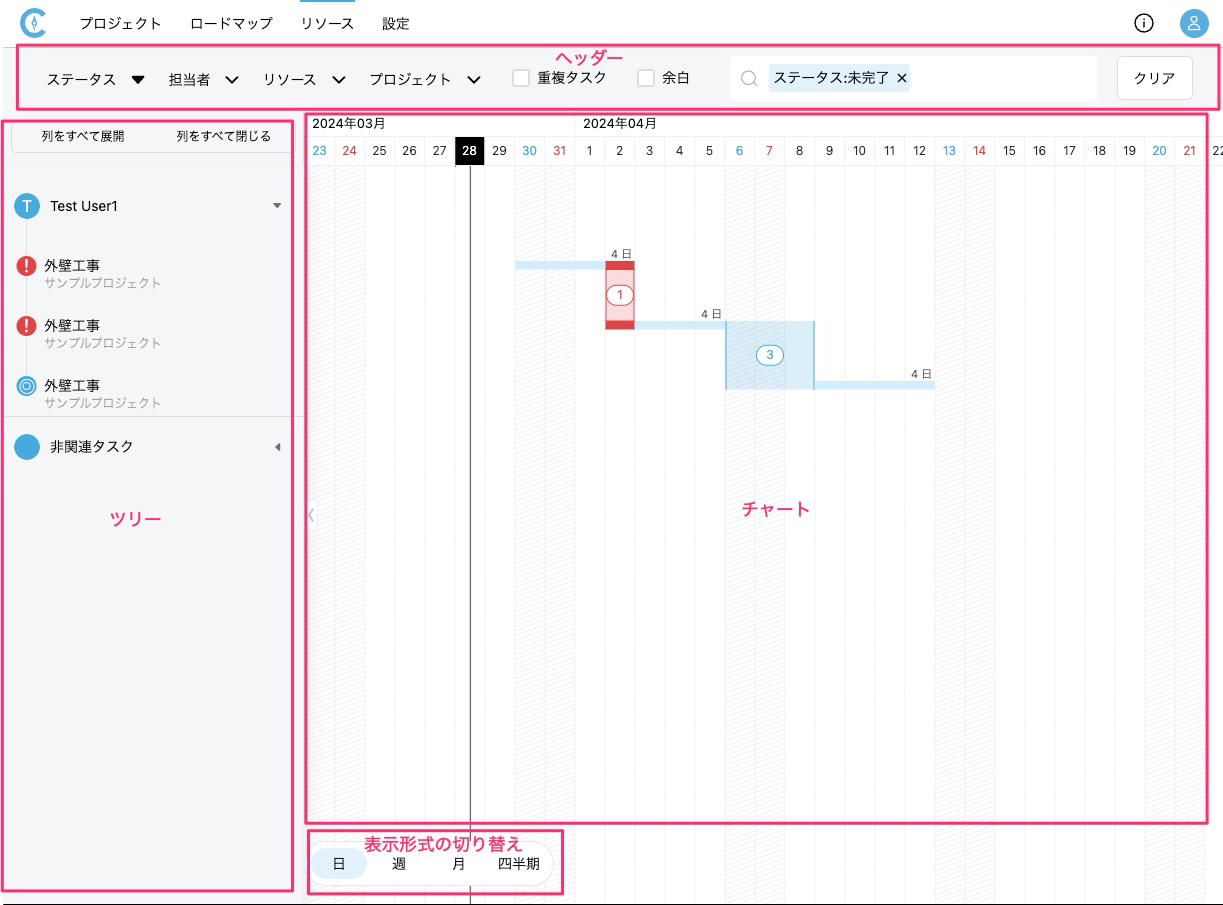 プロジェクト ロードマップ リソース 設定
ヘッダー
ステータス 担当者 リソース プロジェクト 重複タスク 余白 ステータス:未完了 × クリア
列をすべて展開 列をすべて閉じる
2024年03月 2024年04月
23 24 25 26 27 28 29 30 31 1 2 3 4 5 6 7 8 9 10 11 12 13 14 15 16 17 18 19 20 21 22
T Test User1
4 日
外壁工事
サンプルプロジェクト
1
4 日
外壁工事
サンプルプロジェクト
3
4 日
外壁工事
サンプルプロジェクト
非関連タスク
ツリー
チャート
表示形式の切り替え
日 週 月 四半期